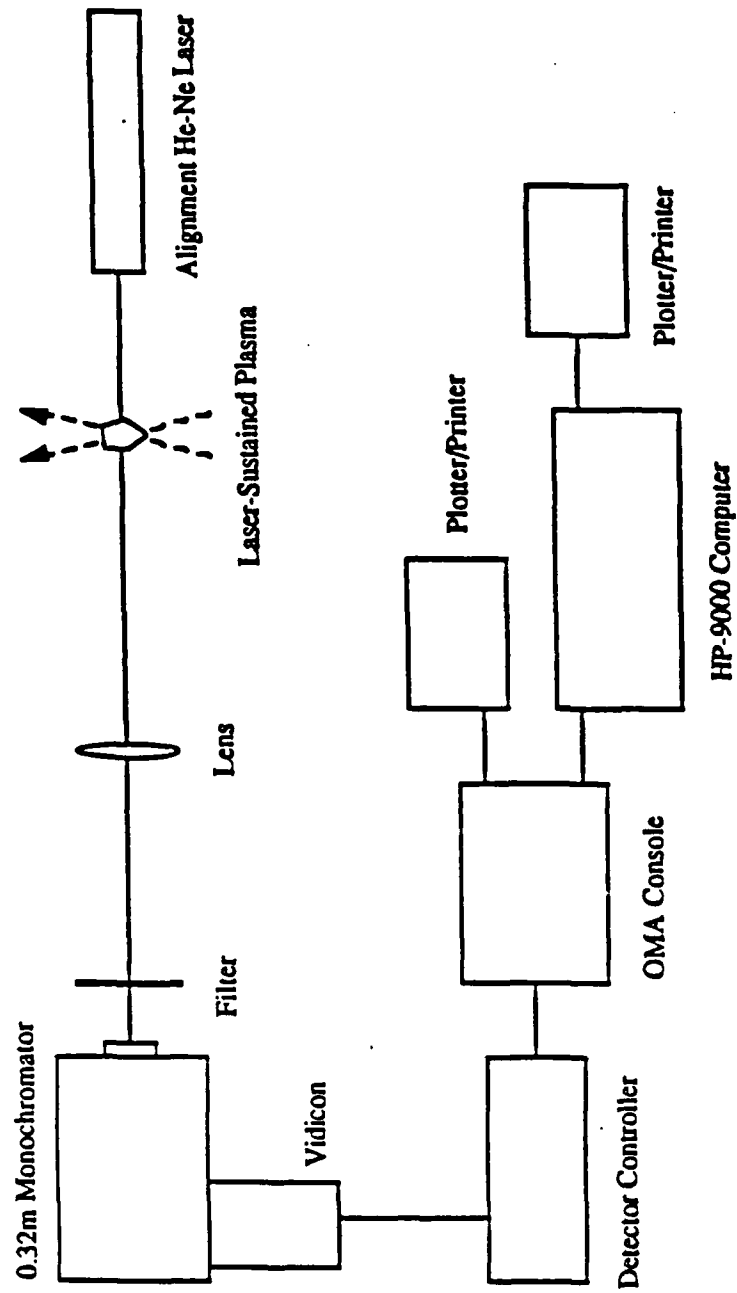 0.32m Monochromator
Filter
Lens
Laser-Sustained Plasma
Alignment He-Ne Laser
Vidicon
Detector Controller
OMA Console
Plotter/Printer
HP-9000 Computer
Plotter/Printer